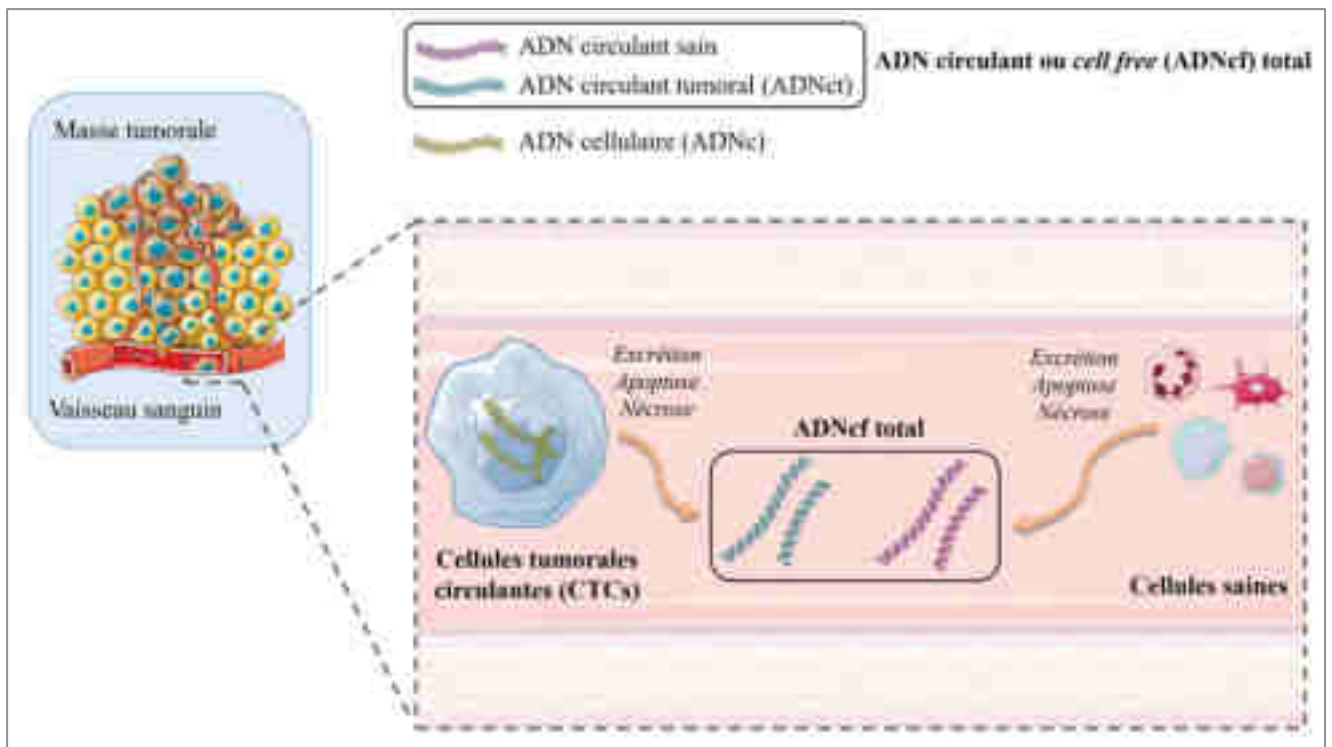 ADN circulant sain
ADN circulant tumoral (ADNct)
ADN circulant ou cell free (ADNcf) total
ADN cellulaire (ADNc)
Masse tumorale
Vaisseau sanguin
Excrétion
Apoptose
Nécrose
Excrétion
Apoptose
Nécrose
ADNcf total
Cellules tumorales
circulantes (CTCs)
Cellules saines